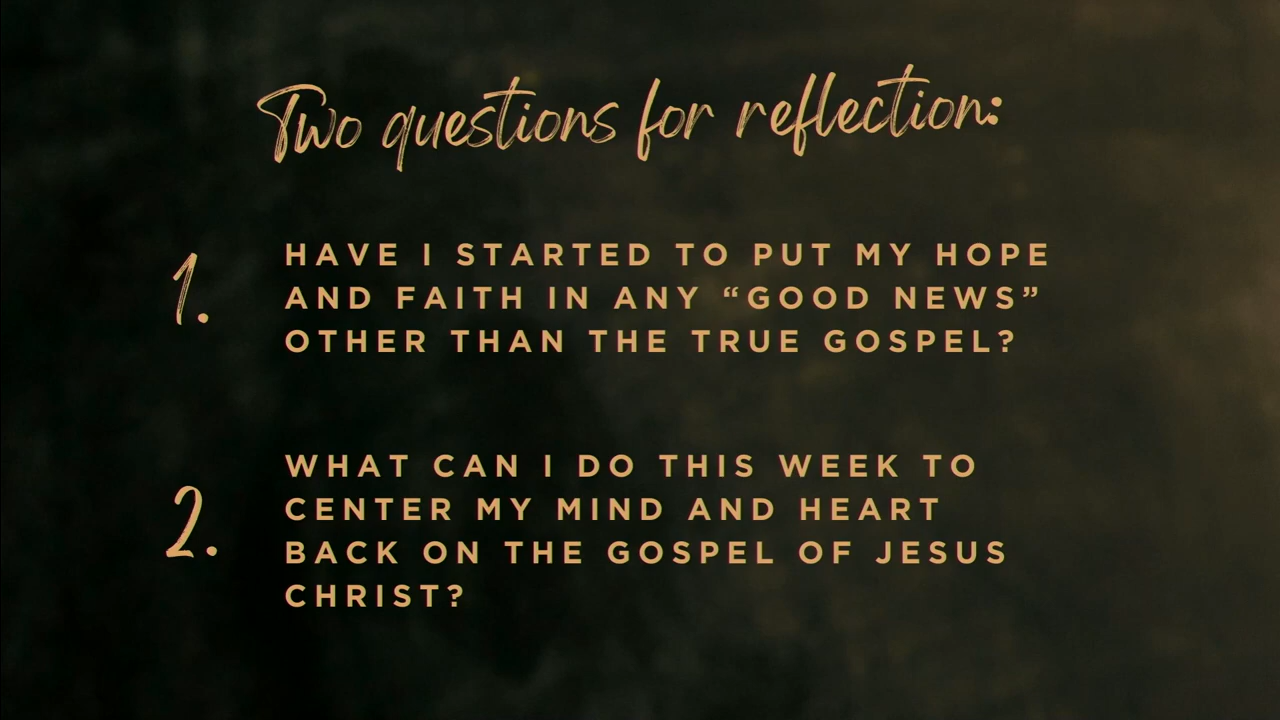 Two questions for reflection:
1. HAVE I STARTED TO PUT MY HOPE
AND FAITH IN ANY “GOOD NEWS”
OTHER THAN THE TRUE GOSPEL?
2. WHAT CAN I DO THIS WEEK TO
CENTER MY MIND AND HEART
BACK ON THE GOSPEL OF JESUS
CHRIST?